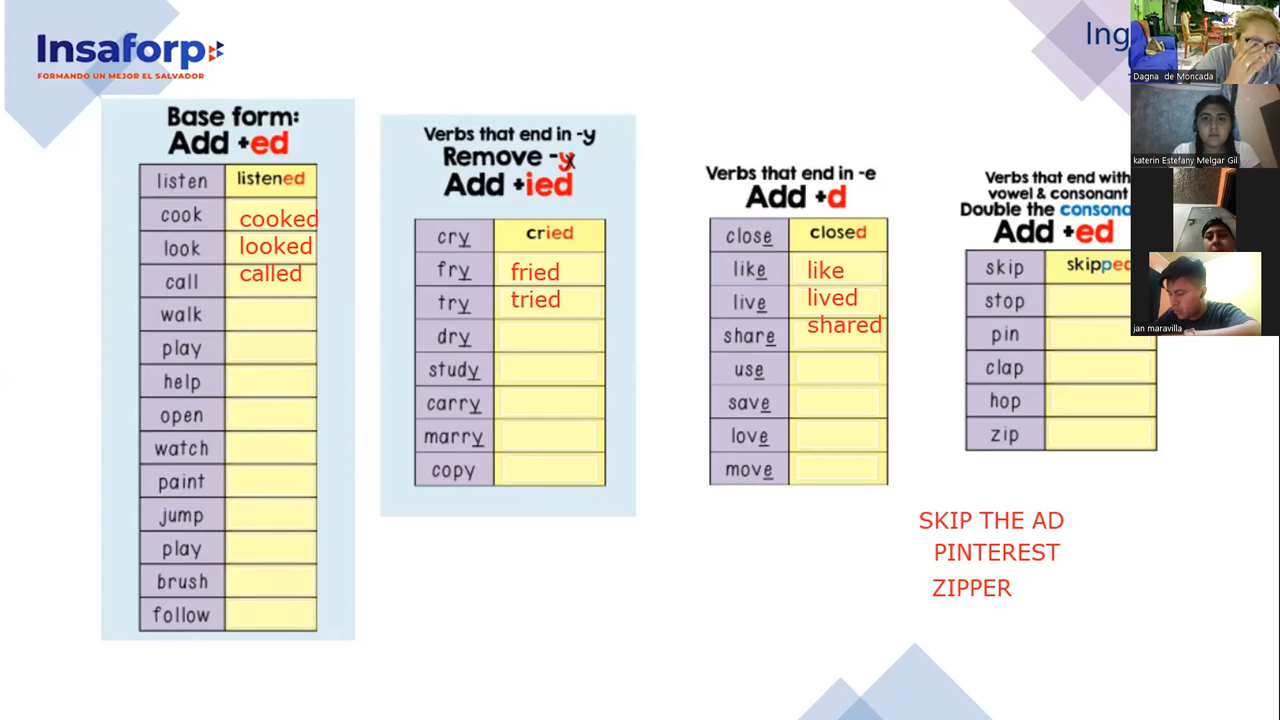 Insaforp
FORMANDO UN MEJOR EL SALVADOR
Ing
Dagna de Moncada
katerin Estefany Melgar Gil
jan maravilla
Base form:
Add +ed
listen listened
cook cooked
look looked
call called
walk
play
help
open
watch
paint
jump
play
brush
follow
Verbs that end in -y
Remove -y
Add +ied
cry cried
fry fried
try tried
dry
study
carry
marry
copy
Verbs that end in -e
Add +d
close closed
like like
live lived
share shared
use
save
love
move
Verbs that end with
vowel & consonant
Double the consona
Add +ed
skip skipped
stop
pin
clap
hop
zip
SKIP THE AD
PINTEREST
ZIPPER